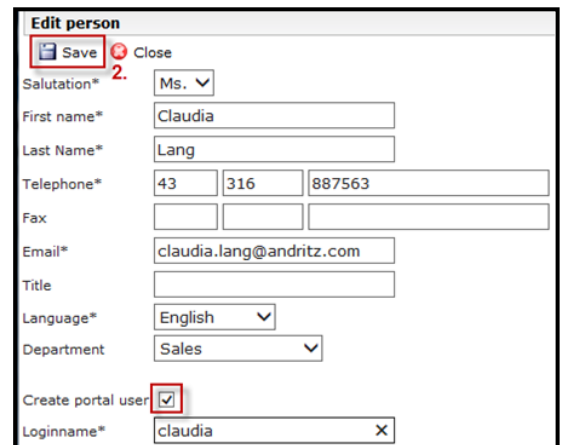 Edit person
Save Close
2.
Salutation* Ms.
First name* Claudia
Last Name* Lang
Telephone* 43 316 887563
Fax
Email* claudia.lang@andritz.com
Title
Language* English
Department Sales
Create portal user
Loginname* claudia